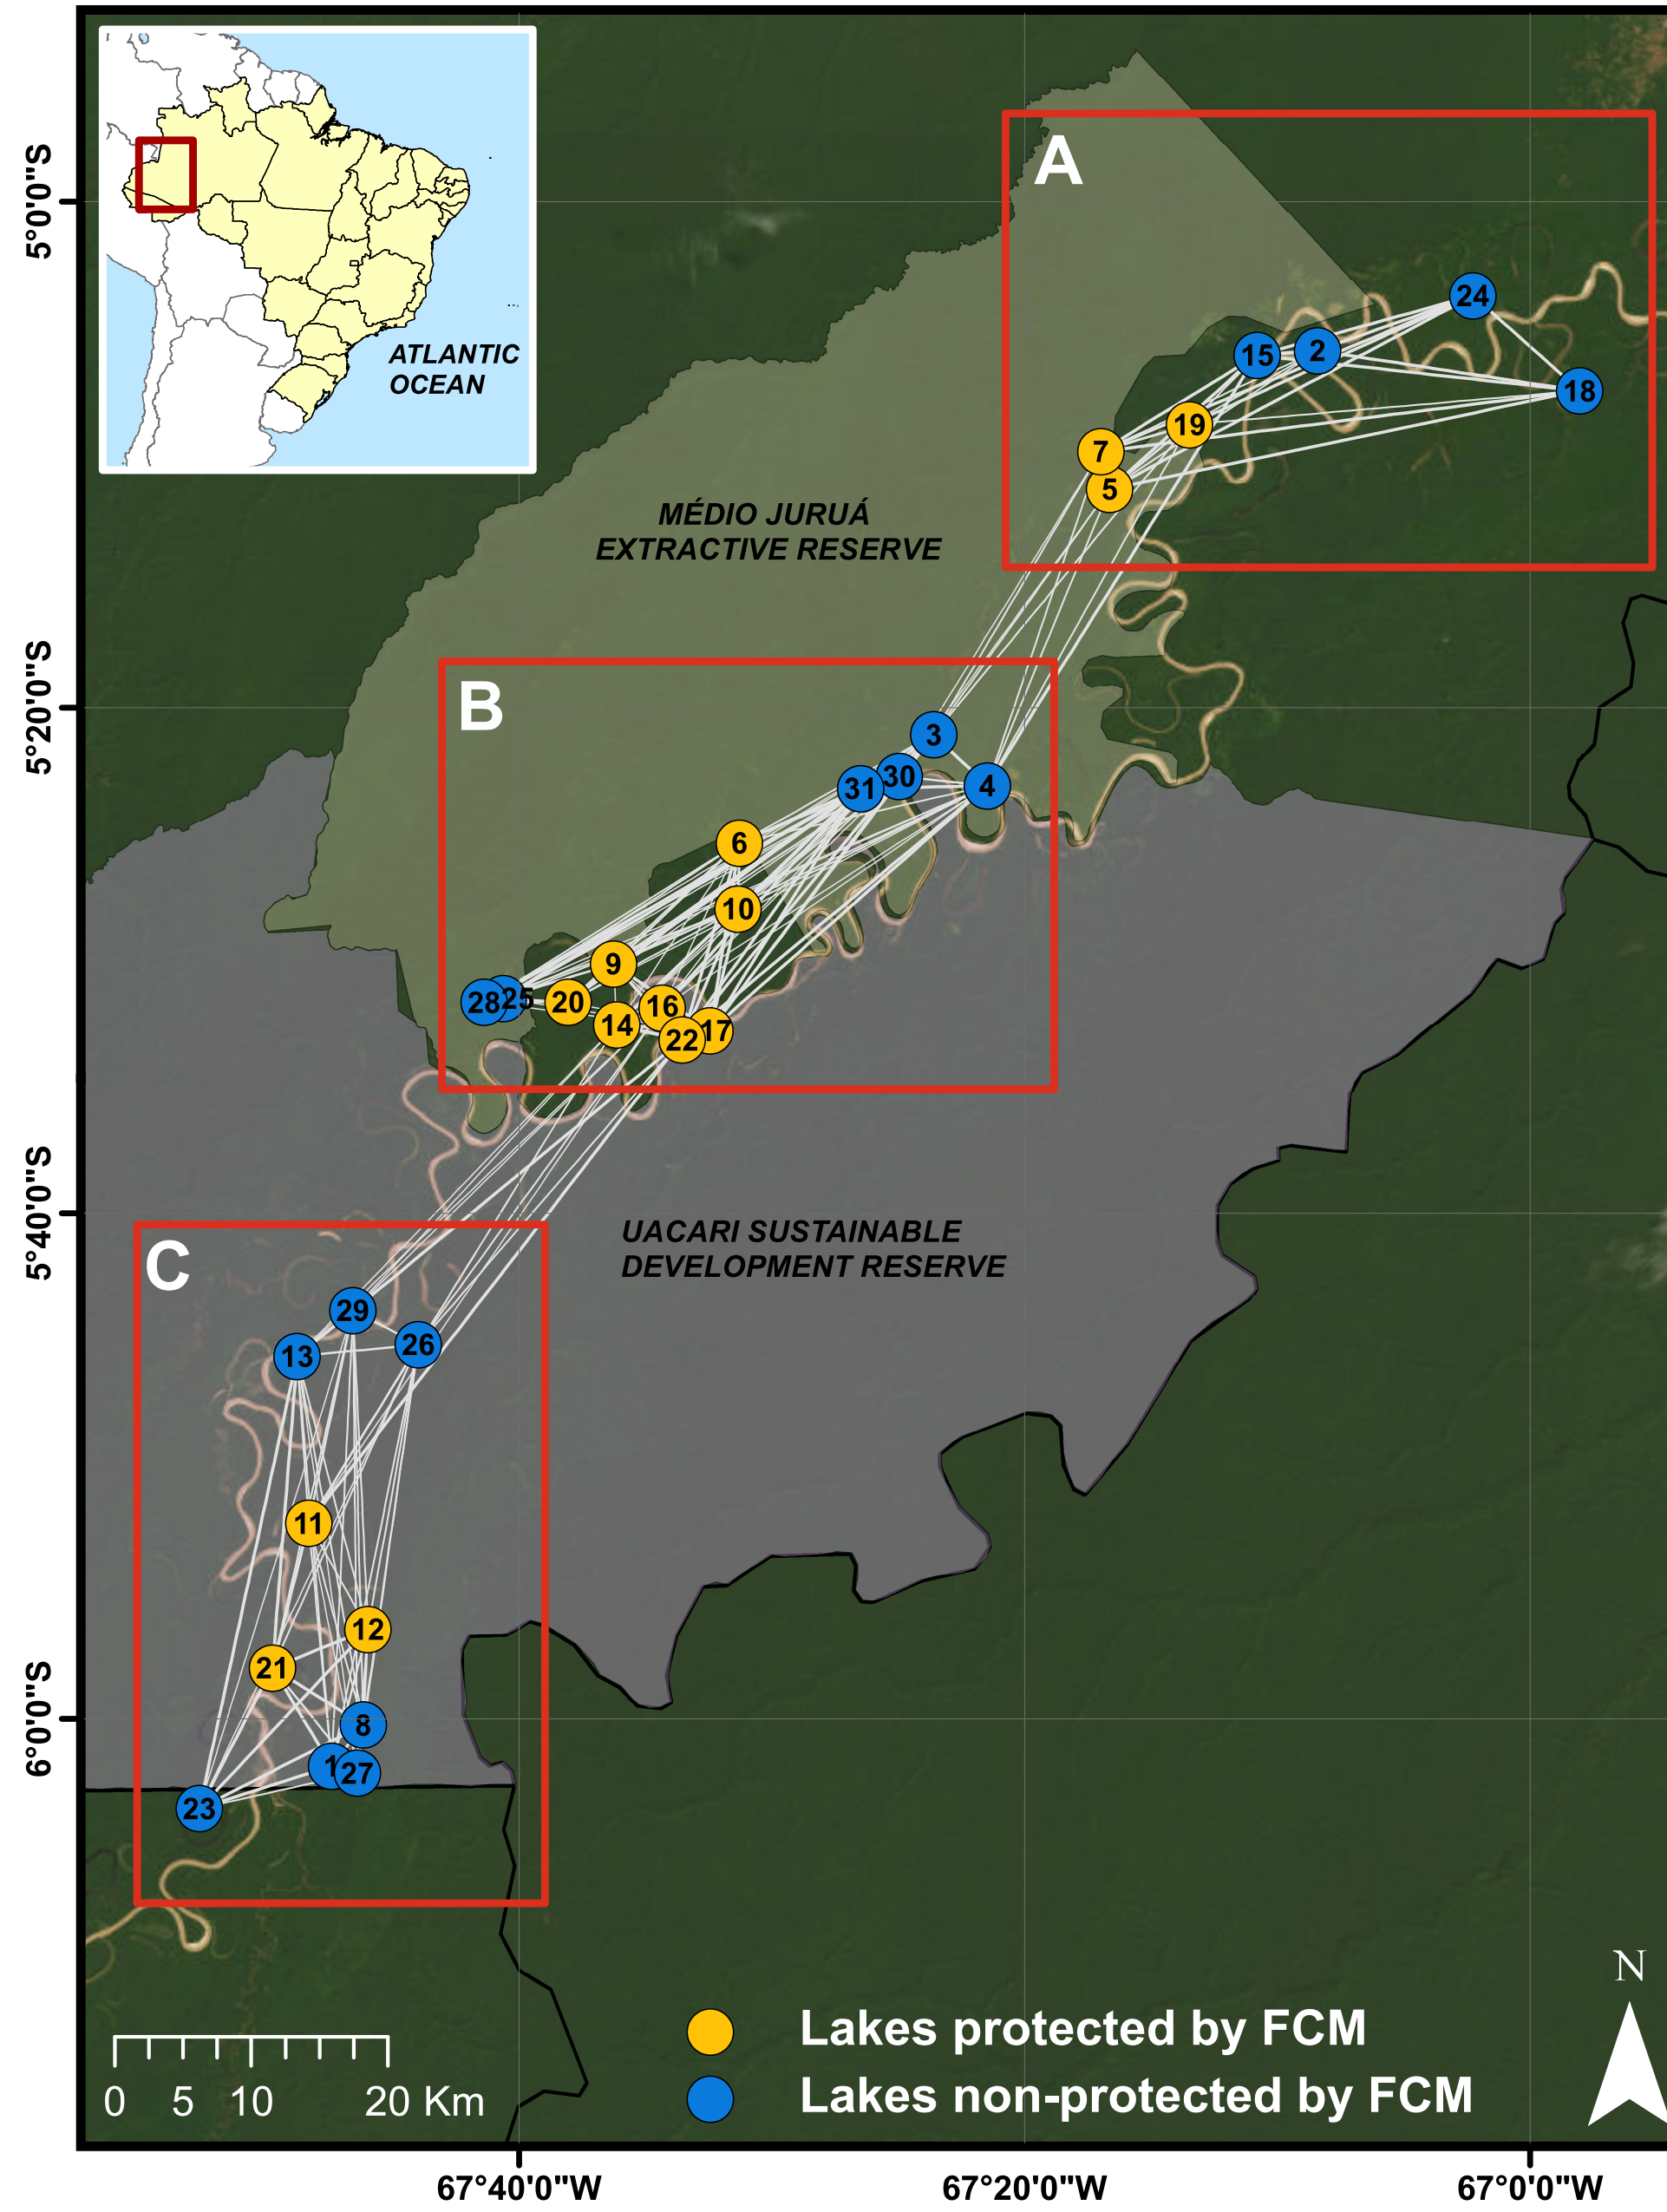 ATLANTIC
OCEAN
5°0'0"S
5°20'0"S
5°40'0"S
6°0'0"S
A
24
15
2
18
19
7
5
MÉDIO JURUÁ
EXTRACTIVE RESERVE
B
3
30
31
4
6
10
9
28
25
20
16
14
17
22
UACARI SUSTAINABLE
DEVELOPMENT RESERVE
C
29
26
13
11
12
21
8
1
27
23
N
Lakes protected by FCM
Lakes non-protected by FCM
0 5 10 20 Km
67°40'0"W 67°20'0"W 67°0'0"W